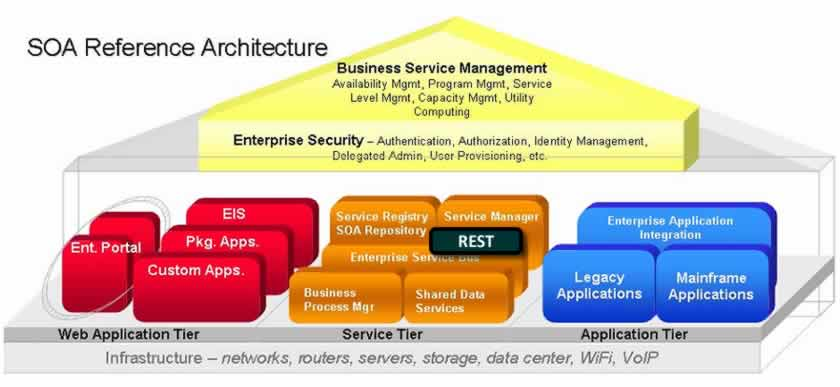 SOA Reference Architecture
Business Service Management
Availability Mgmt, Program Mgmt, Service
Level Mgmt, Capacity Mgmt, Utility
Computing
Enterprise Security – Authentication, Authorization, Identity Management,
Delegated Admin, User Provisioning, etc.
EIS
Ent. Portal
Pkg. Apps.
Custom Apps.
Service Registry
SOA Repository
Service Manager
REST
Enterprise Service Bus
Business
Process Mgr
Shared Data
Services
Enterprise Application
Integration
Legacy
Applications
Mainframe
Applications
Web Application Tier
Service Tier
Application Tier
Infrastructure – networks, routers, servers, storage, data center, WiFi, VoIP